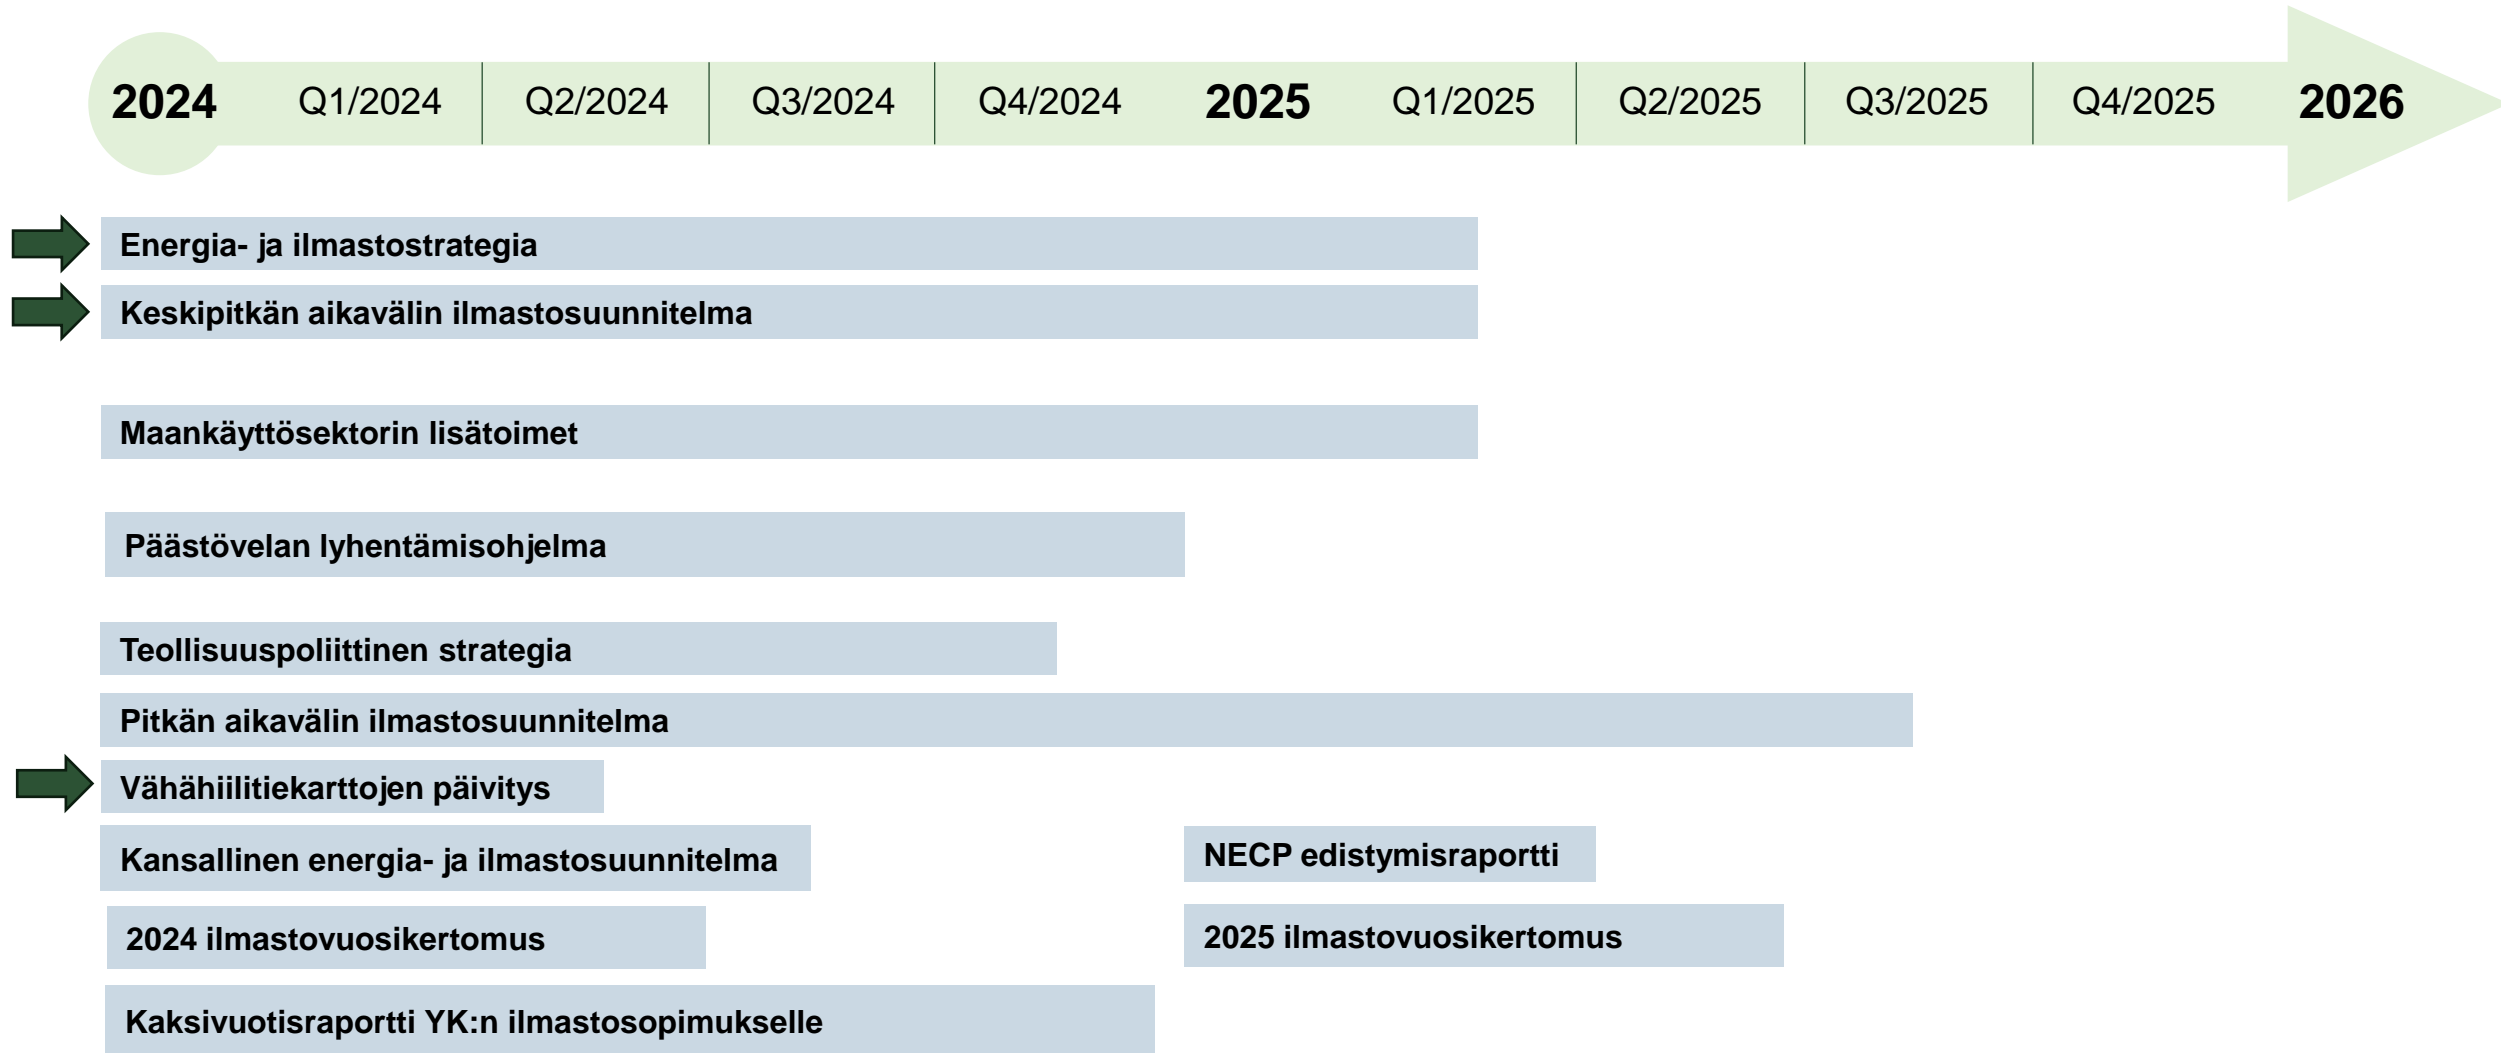 2024 Q1/2024 Q2/2024 Q3/2024 Q4/2024 2025 Q1/2025 Q2/2025 Q3/2025 Q4/2025 2026
Energia- ja ilmastostrategia
Keskipitkän aikavälin ilmastosuunnitelma
Maankäyttösektorin lisätoimet
Päästövelan lyhentämisohjelma
Teollisuuspoliittinen strategia
Pitkän aikavälin ilmastosuunnitelma
Vähähiilitiekarttojen päivitys
Kansallinen energia- ja ilmastosuunnitelma
NECP edistymisraportti
2024 ilmastovuosikertomus
2025 ilmastovuosikertomus
Kaksivuotisraportti YK:n ilmastosopimukselle